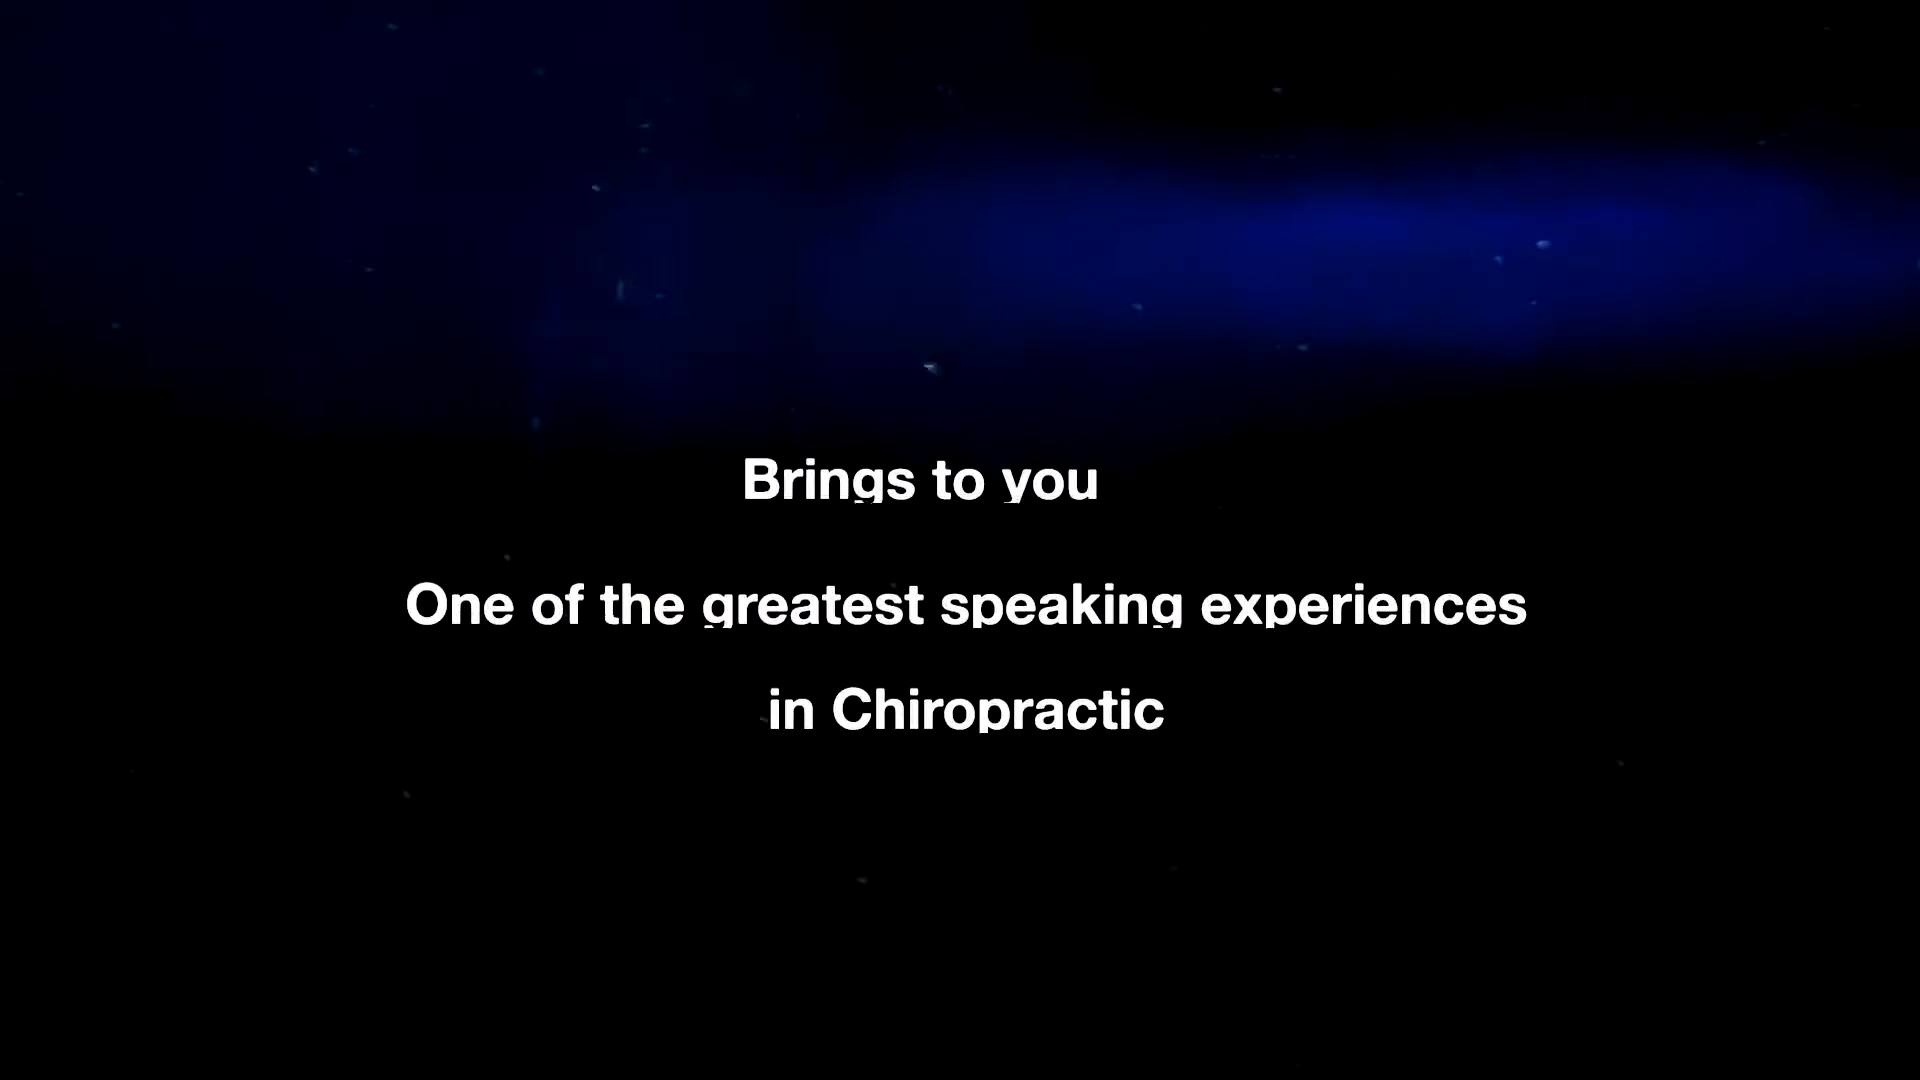 Brings to you
One of the greatest speaking experiences
in Chiropractic